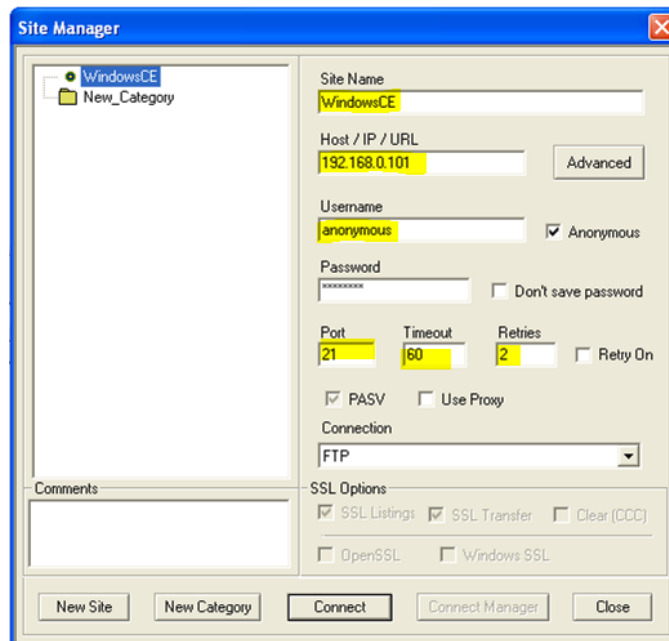 Site Manager
WindowsCE
New_Category
Site Name
WindowsCE
Host / IP / URL
192.168.0.101
Advanced
Username
anonymous
Anonymous
Password
********
Don't save password
Port Timeout Retries
21 60 2 Retry On
PASV Use Proxy
Connection
FTP
Comments
SSL Options
SSL Listings SSL Transfer Clear (CCC)
OpenSSL Windows SSL
New Site New Category Connect Connect Manager Close